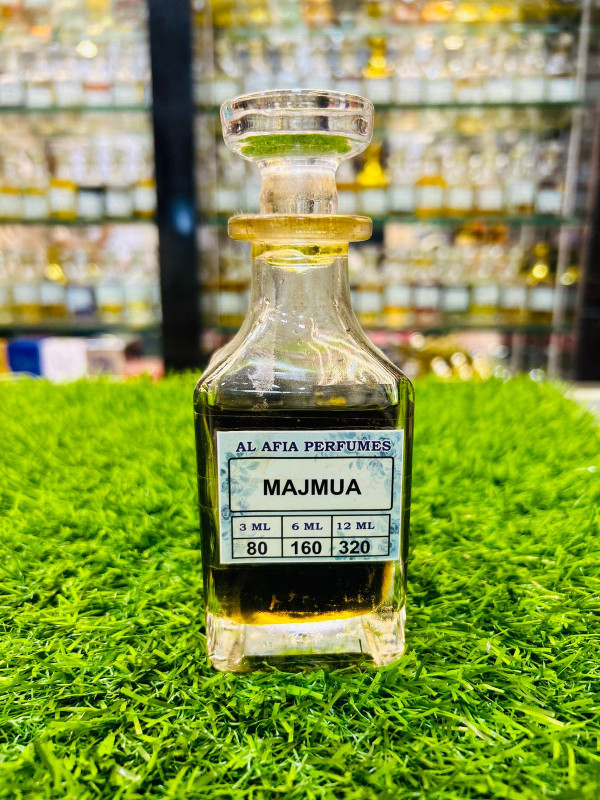 AL AFIA PERFUMES
MAJMUA
3 ML 6 ML 12 ML
80 160 320